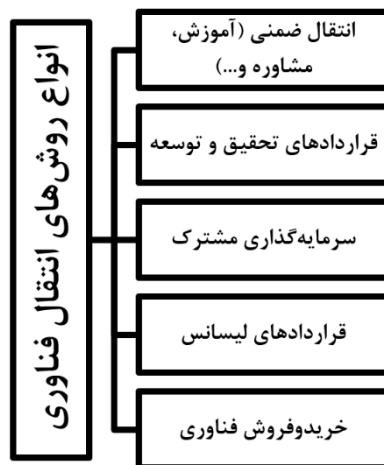 انواع روش‌های انتقال فناوری
انتقال ضمنی (آموزش،
مشاوره و...)
قراردادهای تحقیق و توسعه
سرمایه‌گذاری مشترک
قراردادهای لیسانس
خریدوفروش فناوری